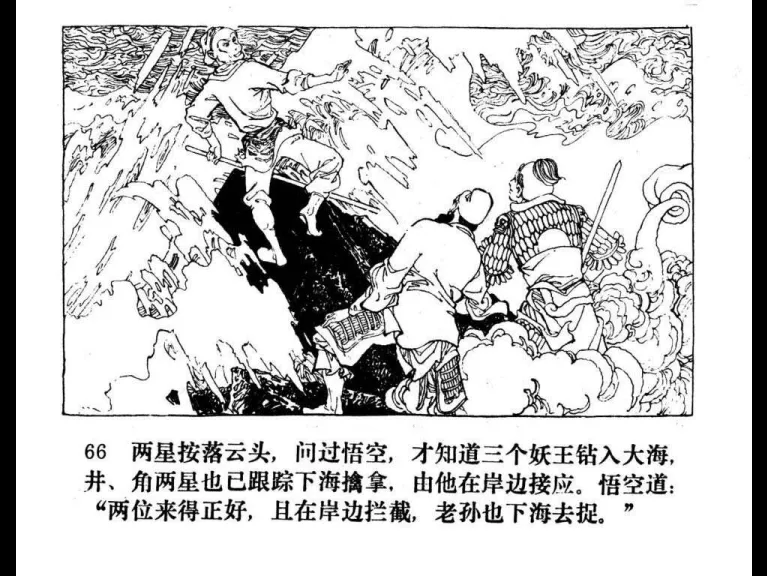 66 两星按落云头，问过悟空，才知道三个妖王钻入大海，
井、角两星也已跟踪下海擒拿，由他在岸边接应。悟空道：
“两位来得正好，且在岸边拦截，老孙也下海去捉。”